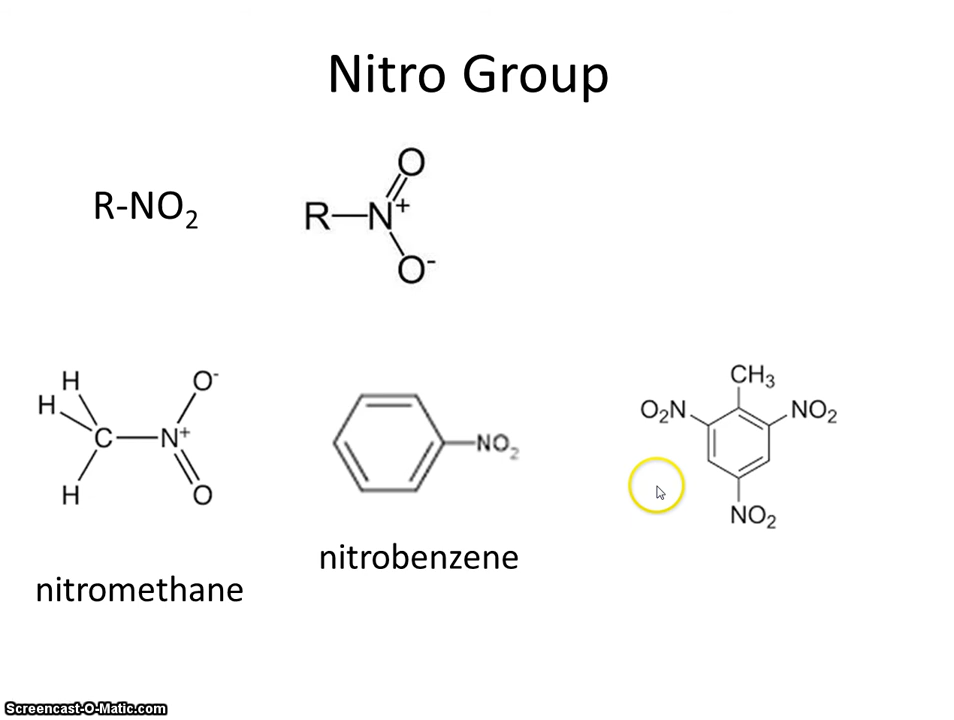 Nitro Group
R-NO₂
R–N⁺
O
O⁻
H
H
C
H
N⁺
O⁻
O
nitromethane
NO₂
nitrobenzene
CH₃
O₂N
NO₂
NO₂
Screencast-O-Matic.com